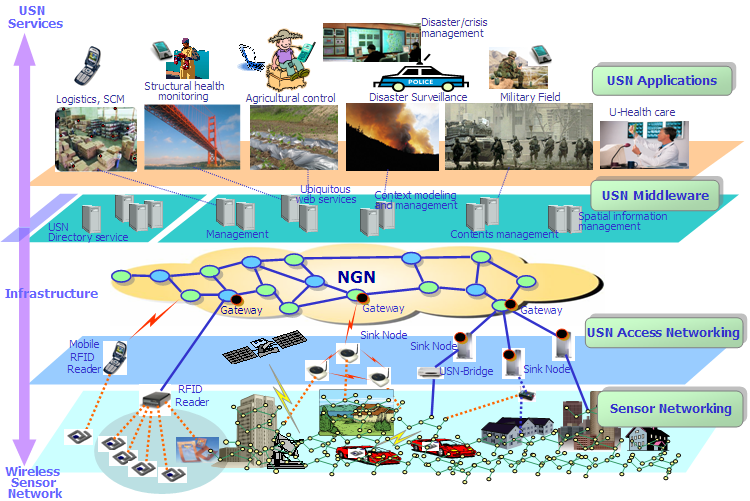 USN
Services
Disaster/crisis
management
USN Applications
Structural health
monitoring
Logistics, SCM
Agricultural control
POLICE
Disaster Surveillance
Military Field
U-Health care
USN Middleware
Ubiquitous
web services
Context modeling
and management
USN
Directory service
Management
Contents management
Spatial information
management
NGN
Infrastructure
Gateway
Gateway
Gateway
USN Access Networking
Mobile
RFID
Reader
Sink Node
Sink Node
USN-Bridge
Sink Node
RFID
Reader
Sensor Networking
Wireless
Sensor
Network